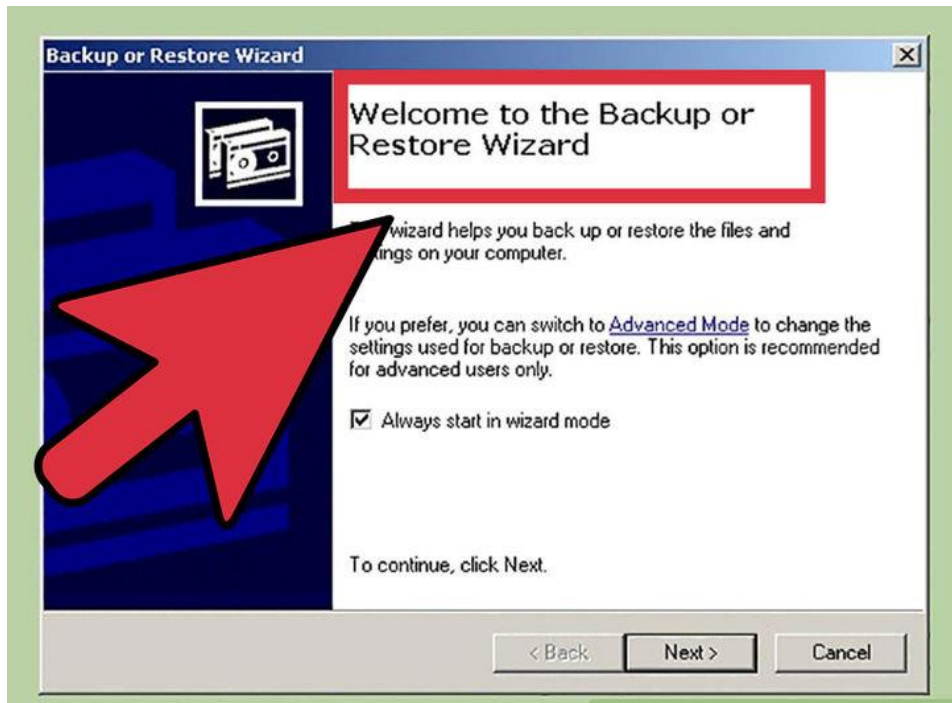 Backup or Restore Wizard
Welcome to the Backup or
Restore Wizard
wizard helps you back up or restore the files and
on your computer.
If you prefer, you can switch to Advanced Mode to change the
settings used for backup or restore. This option is recommended
for advanced users only.
Always start in wizard mode
To continue, click Next.
< Back
Next >
Cancel